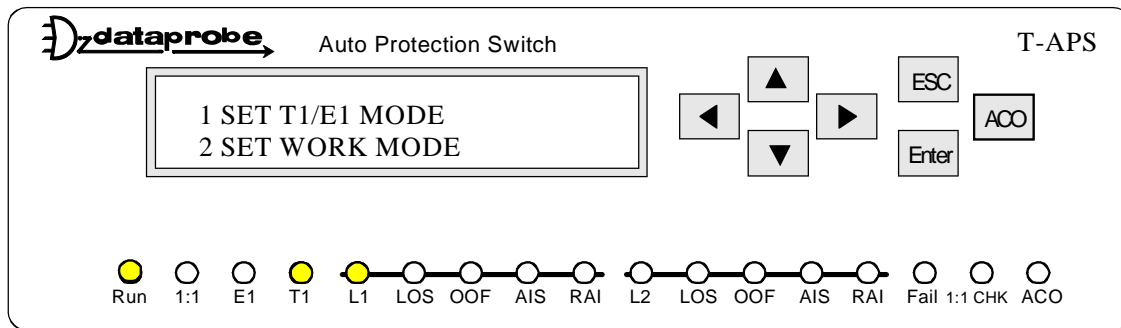 dataprobe Auto Protection Switch T-APS
1 SET T1/E1 MODE
2 SET WORK MODE
ESC
ACO
Enter
Run 1:1 E1 T1 L1 LOS OOF AIS RAI L2 LOS OOF AIS RAI Fail 1:1 CHK ACO